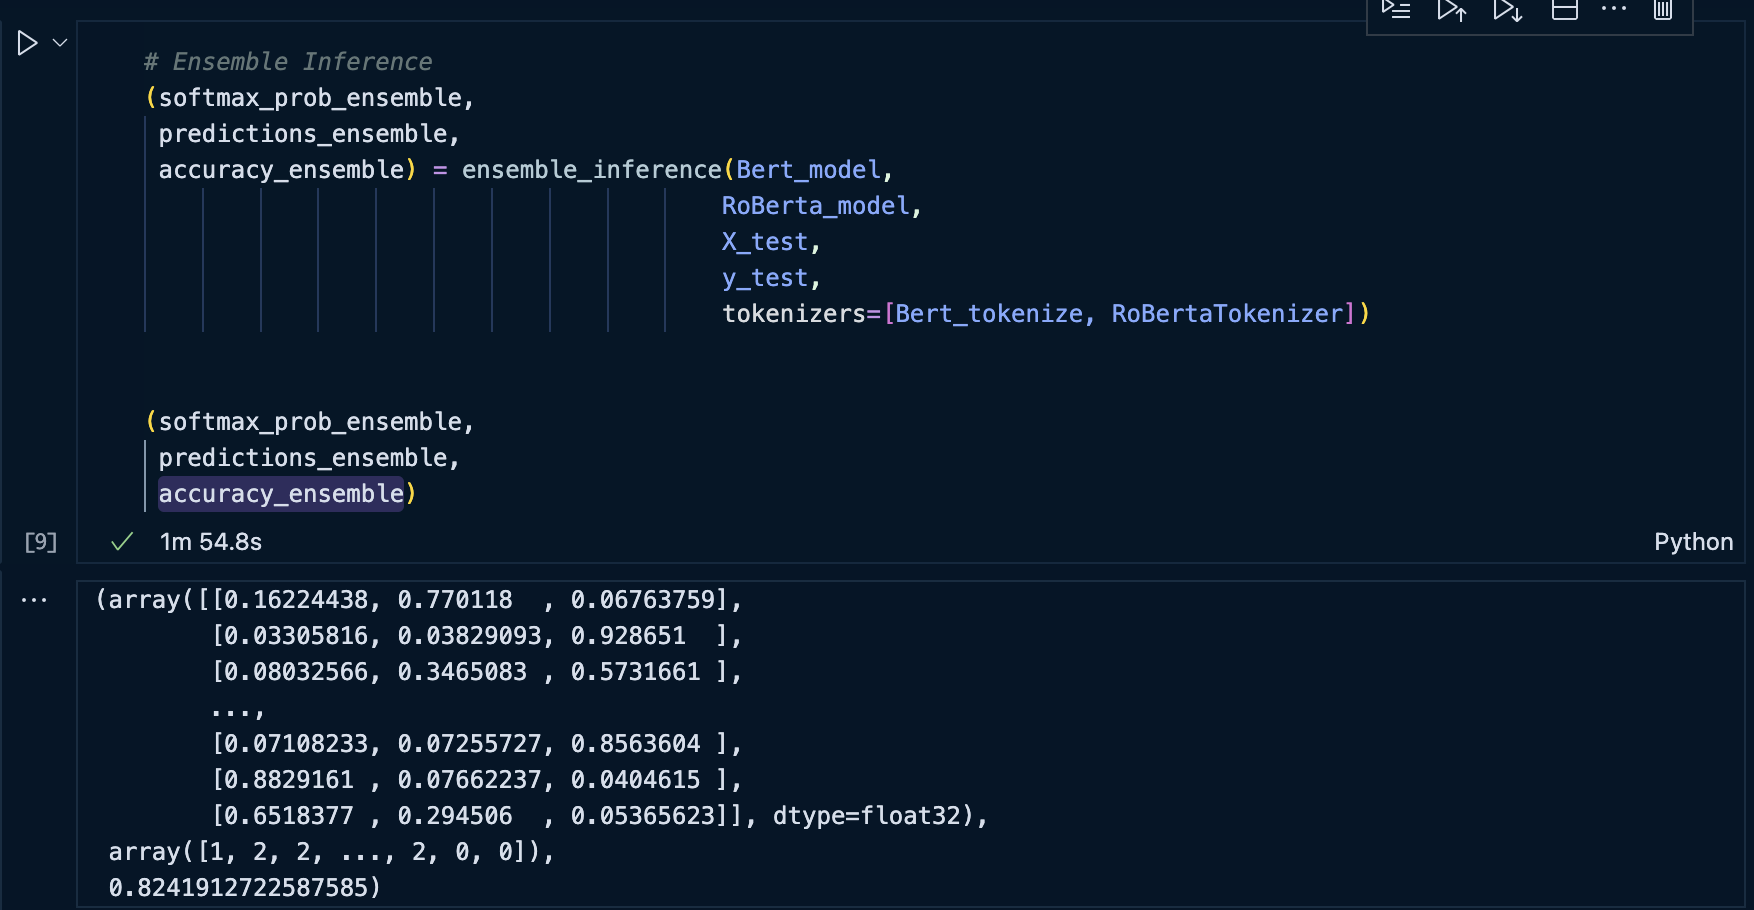 # Ensemble Inference
(softmax_prob_ensemble,
predictions_ensemble,
accuracy_ensemble) = ensemble_inference(Bert_model,
RoBerta_model,
X_test,
y_test,
tokenizers=[Bert_tokenize, RoBertaTokenizer])
(softmax_prob_ensemble,
predictions_ensemble,
accuracy_ensemble)
[9] 1m 54.8s Python
(array([[0.16224438, 0.770118  , 0.06763759],
[0.03305816, 0.03829093, 0.928651  ],
[0.08032566, 0.3465083 , 0.5731661 ],
...,
[0.07108233, 0.07255727, 0.8563604 ],
[0.8829161 , 0.07662237, 0.0404615 ],
[0.6518377 , 0.294506  , 0.05365623]], dtype=float32),
array([1, 2, 2, ..., 2, 0, 0]),
0.8241912722587585)